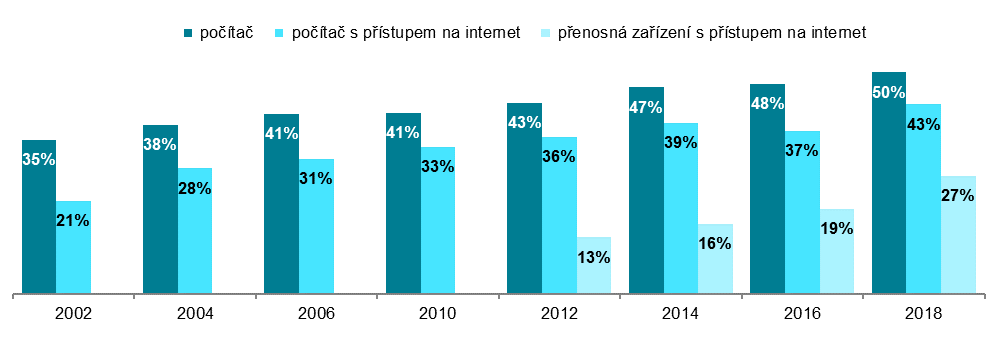 počítač počítač s přístupem na internet přenosná zařízení s přístupem na internet
35% 21% 38% 28% 41% 31% 41% 33% 43% 36% 13% 47% 39% 16% 48% 37% 19% 50% 43% 27%
2002 2004 2006 2010 2012 2014 2016 2018